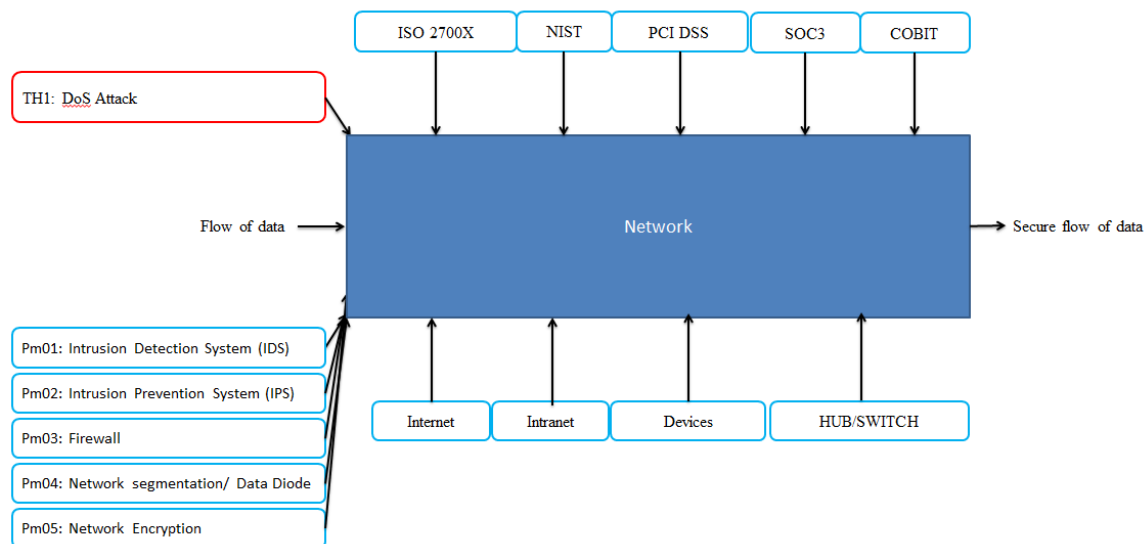 ISO 2700X
NIST
PCI DSS
SOC3
COBIT
TH1: DoS Attack
Flow of data
Network
Secure flow of data
Pm01: Intrusion Detection System (IDS)
Pm02: Intrusion Prevention System (IPS)
Pm03: Firewall
Pm04: Network segmentation/ Data Diode
Pm05: Network Encryption
Internet
Intranet
Devices
HUB/SWITCH